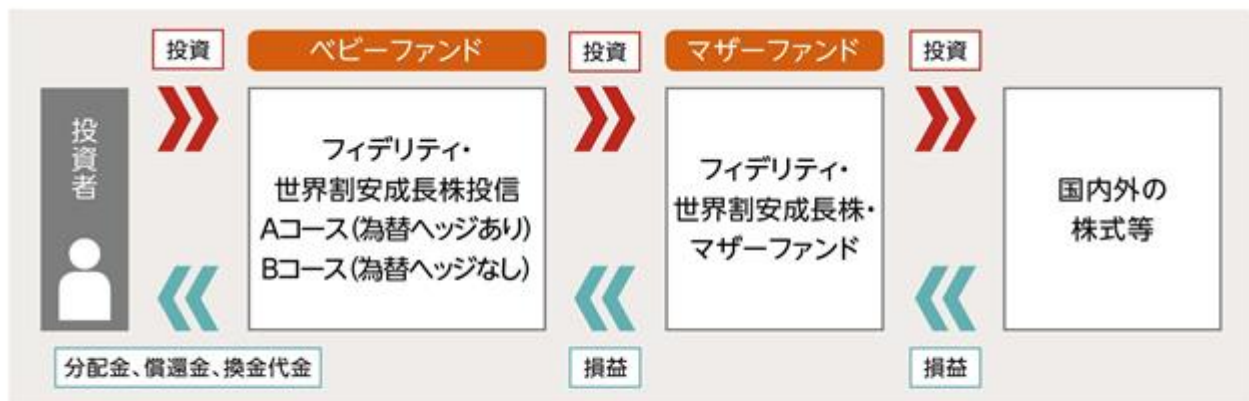 投資
ベビーファンド
投資
マザーファンド
投資
投資者
フィデリティ・
世界割安成長株投信
Aコース(為替ヘッジあり)
Bコース(為替ヘッジなし)
フィデリティ・
世界割安成長株・
マザーファンド
国内外の
株式等
分配金、償還金、換金代金
損益
損益